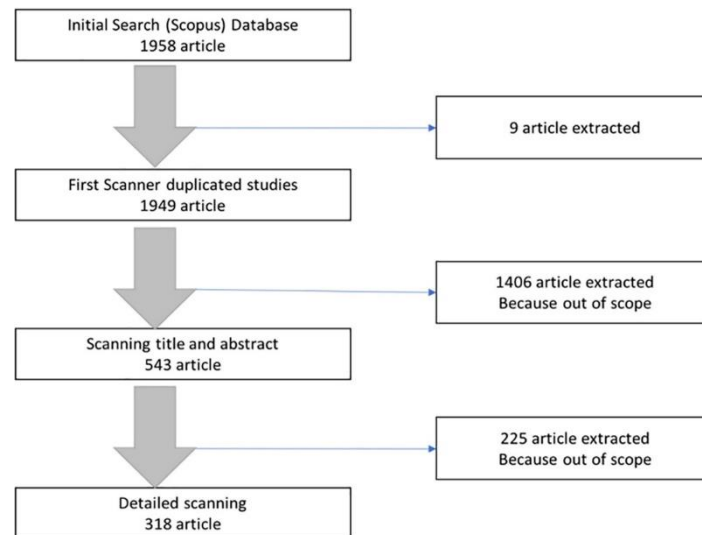 Initial Search (Scopus) Database
1958 article
9 article extracted
First Scanner duplicated studies
1949 article
1406 article extracted
Because out of scope
Scanning title and abstract
543 article
225 article extracted
Because out of scope
Detailed scanning
318 article